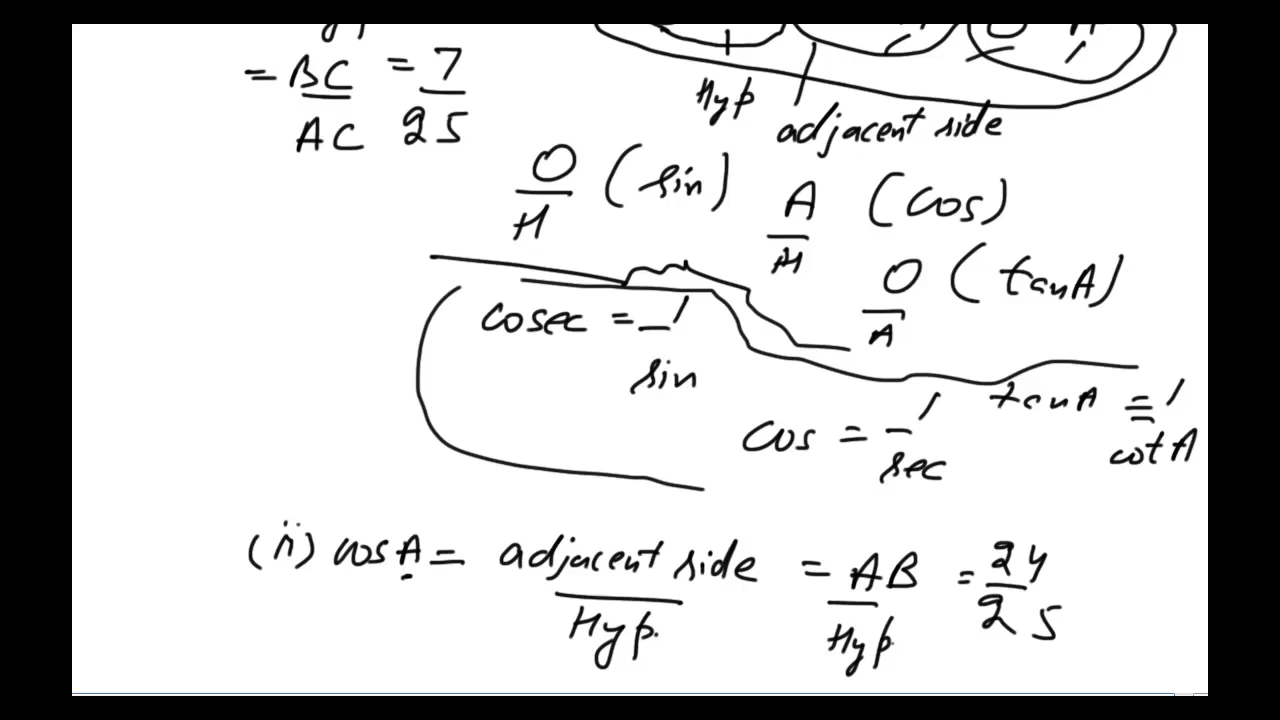 = BC = 7
AC 25
Hyp
adjacent side
O (sin)
H
A (cos)
H
O (tanA)
A
cosec = 1
sin
cos = 1
sec
tanA = 1
cotA
(ii) cosA = adjacent side = AB = 24
Hyp. Hyp 25